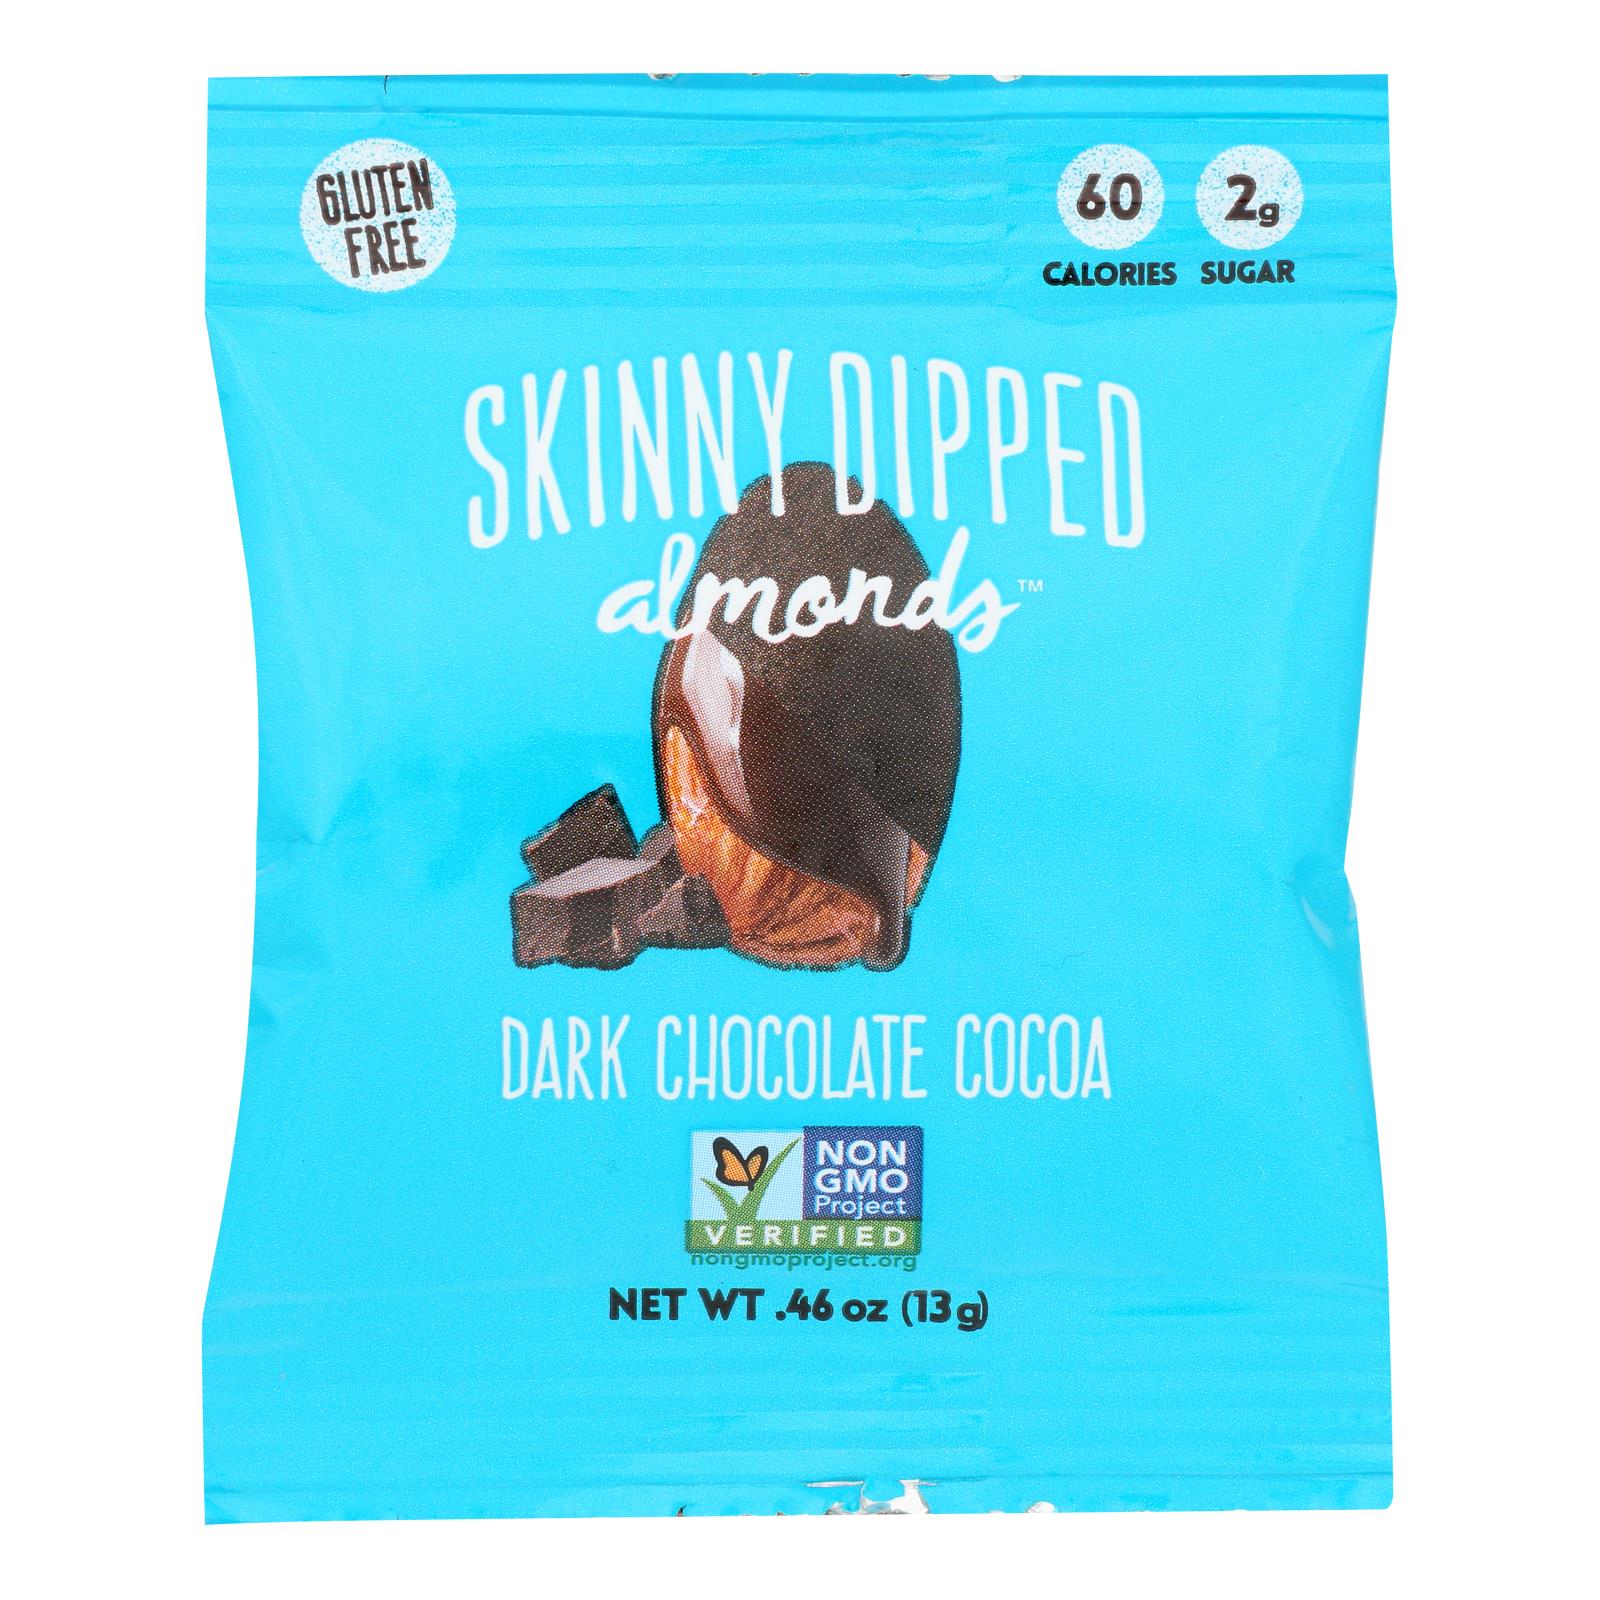 GLUTEN
FREE
60
CALORIES
2g
SUGAR
SKINNY DIPPED
almonds™
DARK CHOCOLATE COCOA
NON
GMO
Project
VERIFIED
nongmoproject.org
NET WT .46 oz (13g)